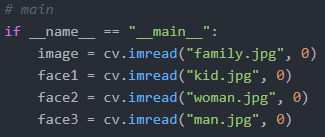 # main
if __name__ == "__main__":
    image = cv.imread("family.jpg", 0)
    face1 = cv.imread("kid.jpg", 0)
    face2 = cv.imread("woman.jpg", 0)
    face3 = cv.imread("man.jpg", 0)